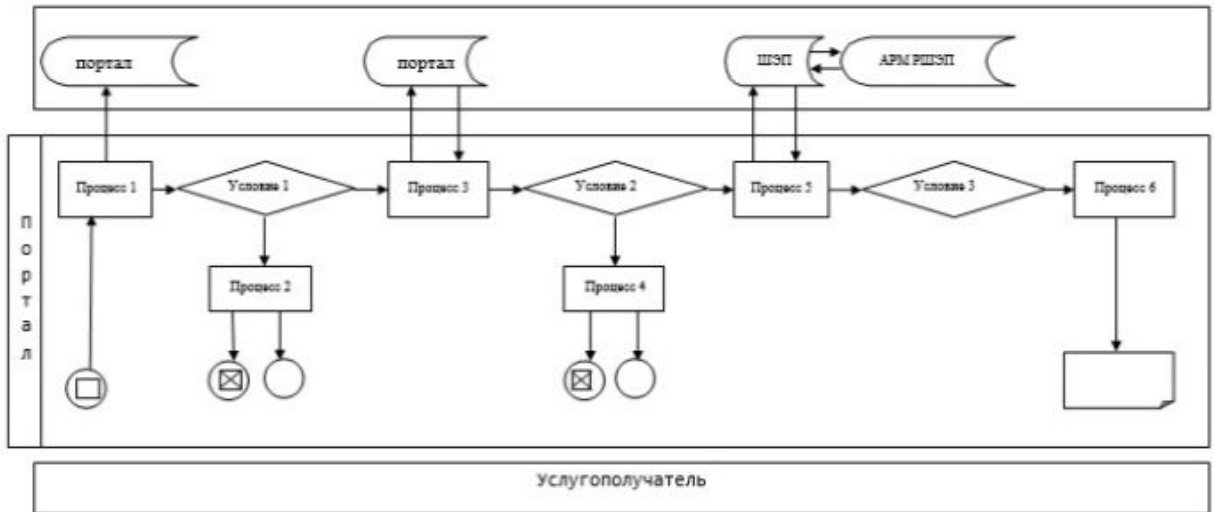 портал
портал
ШЭП
АРМ РШЭП
Портал
Процесс 1
Условие 1
Процесс 3
Условие 2
Процесс 5
Условие 3
Процесс 6
Процесс 2
Процесс 4
Услугополучатель